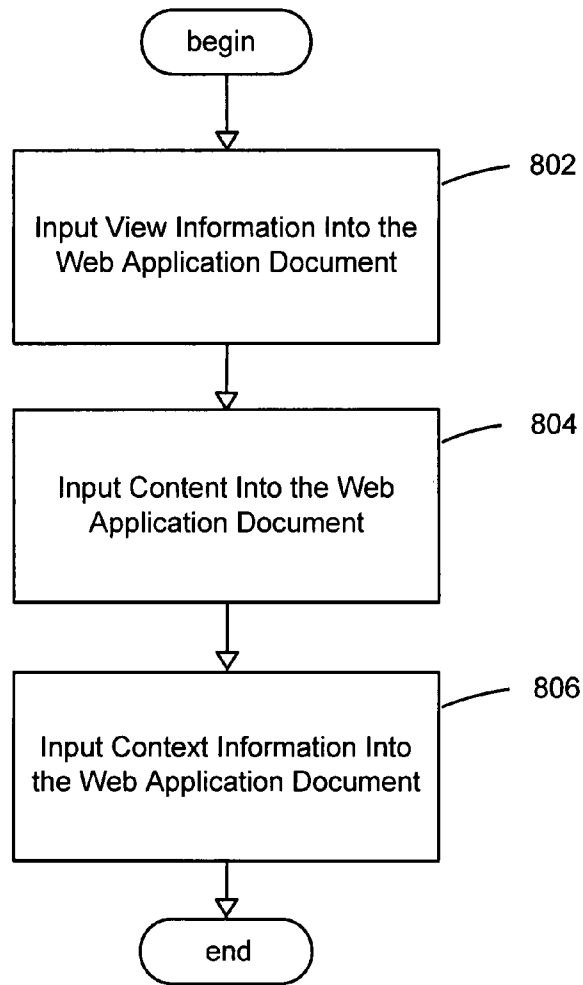 begin
802
Input View Information Into the
Web Application Document
804
Input Content Into the Web
Application Document
806
Input Context Information Into
the Web Application Document
end